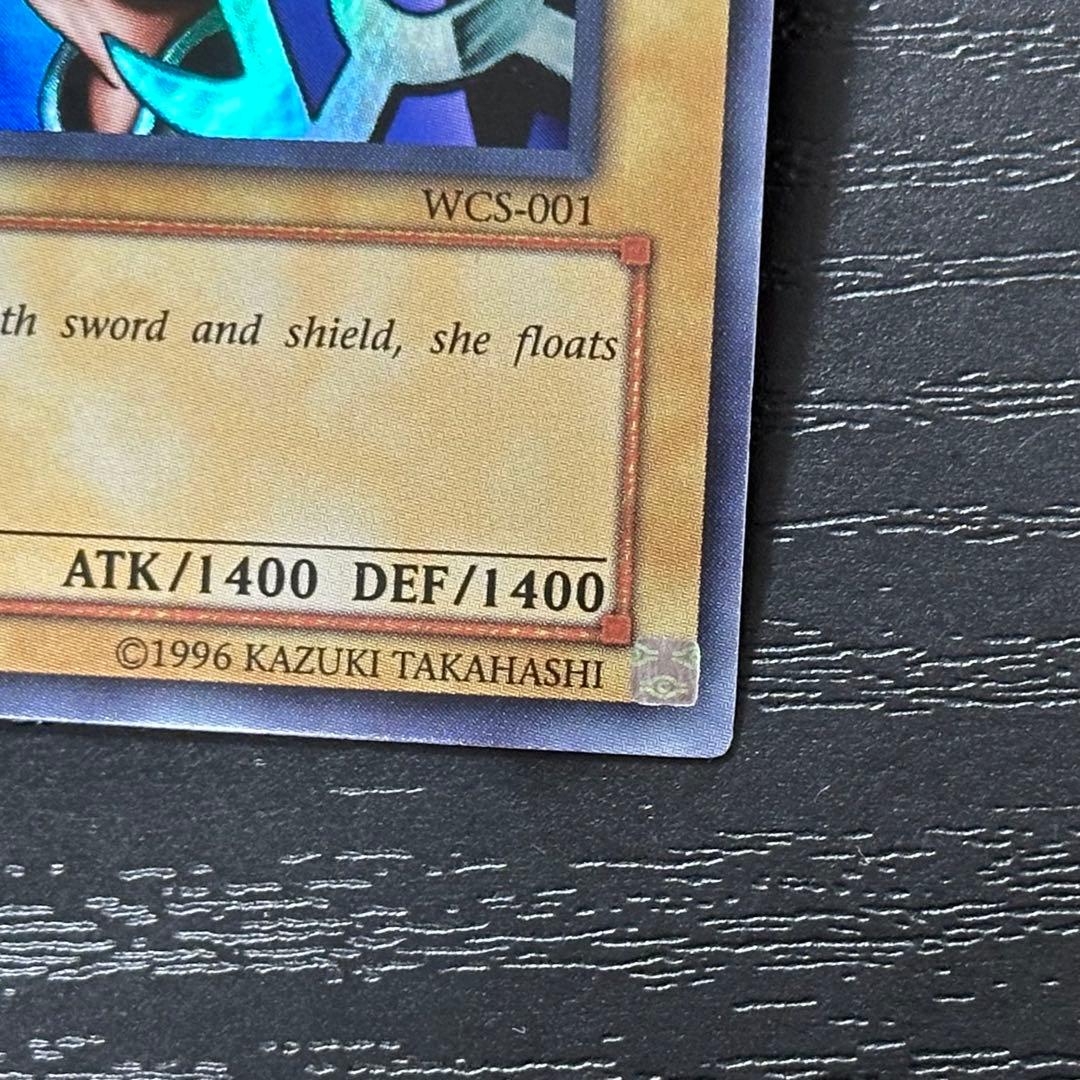 WCS-001
th sword and shield, she floats
ATK/1400 DEF/1400
©1996 KAZUKI TAKAHASHI